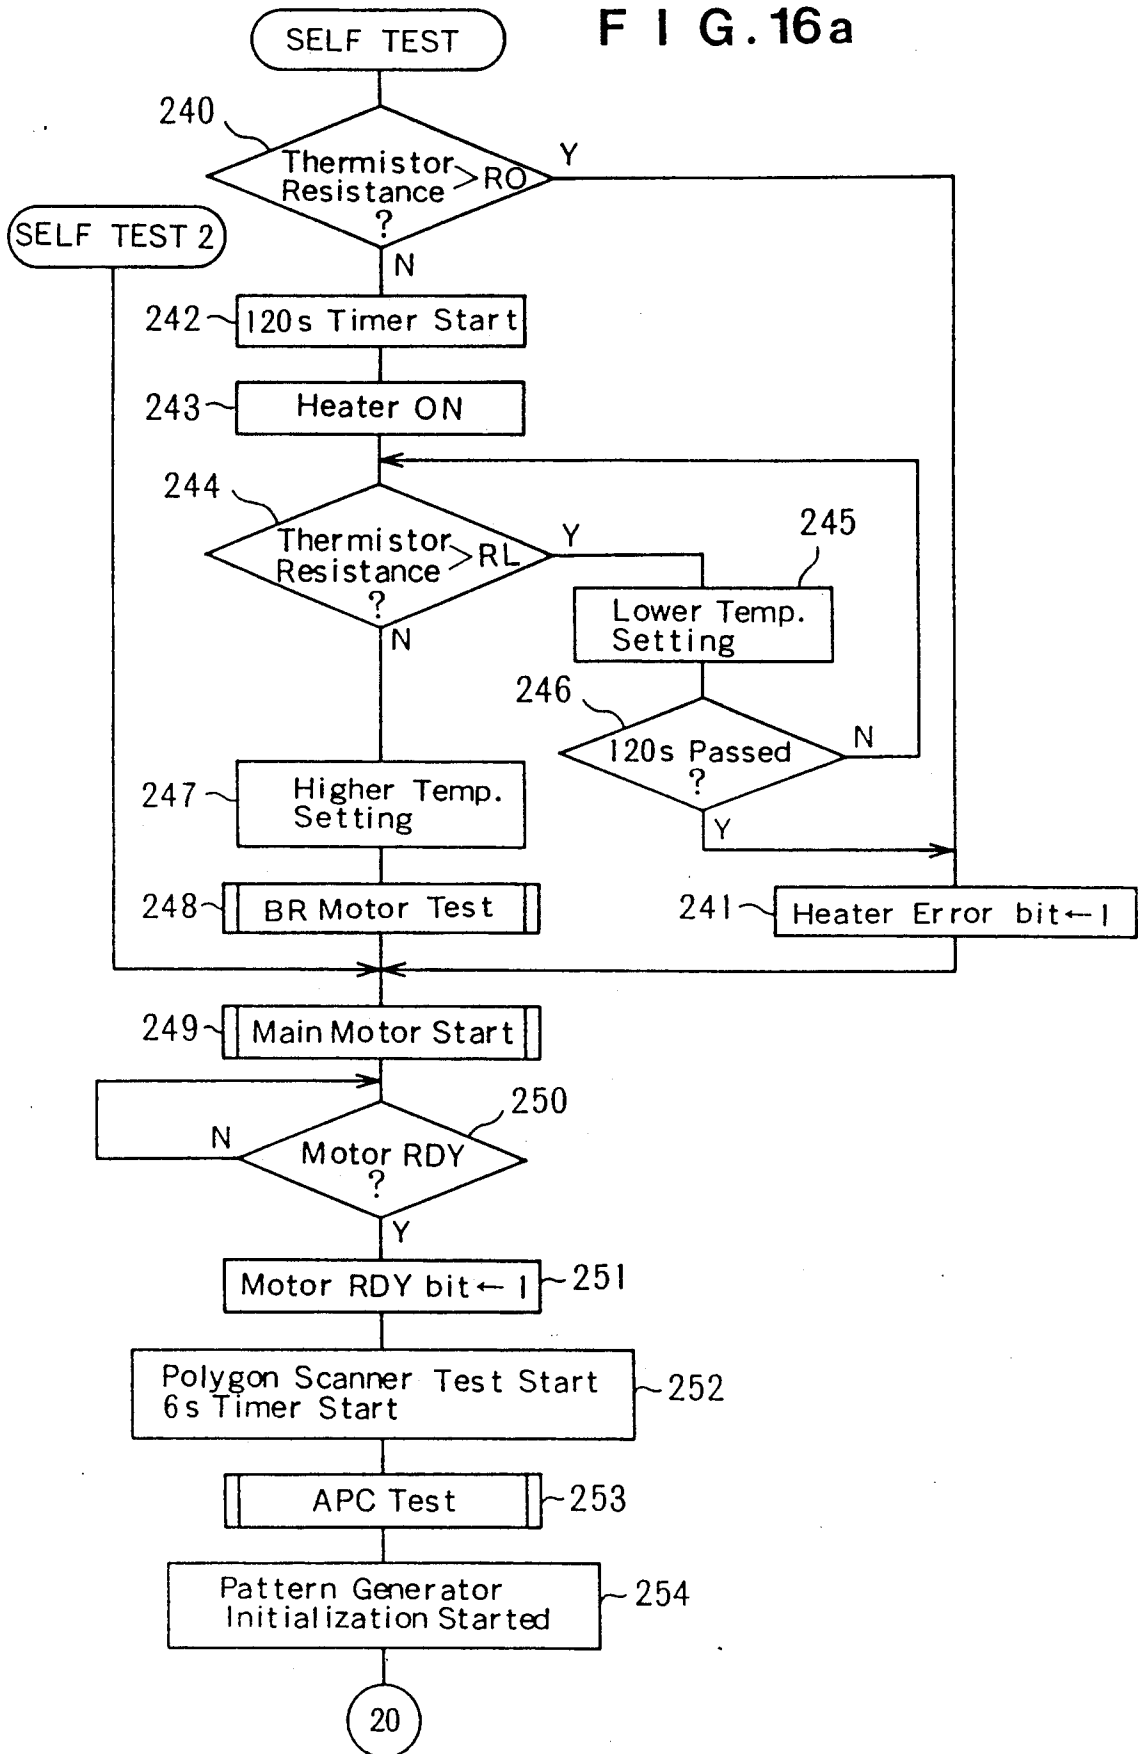 FIG.16a
SELF TEST
240
Thermistor
Resistance
>RO
?
Y
N
SELF TEST 2
242
120s Timer Start
243
Heater ON
244
Thermistor
Resistance
>RL
?
Y
N
245
Lower Temp.
Setting
246
120s Passed
?
N
Y
247
Higher Temp.
Setting
248
BR Motor Test
241
Heater Error bit←1
249
Main Motor Start
250
Motor RDY
?
N
Y
Motor RDY bit←1
251
Polygon Scanner Test Start
6s Timer Start
252
APC Test
253
Pattern Generator
Initialization Started
254
20